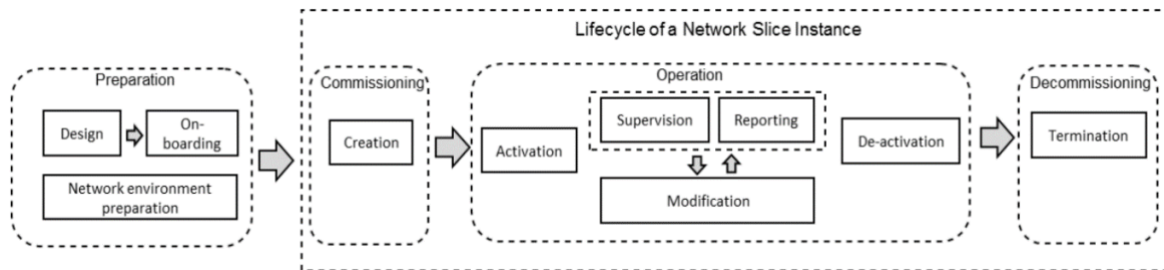 Lifecycle of a Network Slice Instance
Preparation
Design
On-
boarding
Network environment
preparation
Commissioning
Creation
Operation
Activation
Supervision
Reporting
Modification
De-activation
Decommissioning
Termination